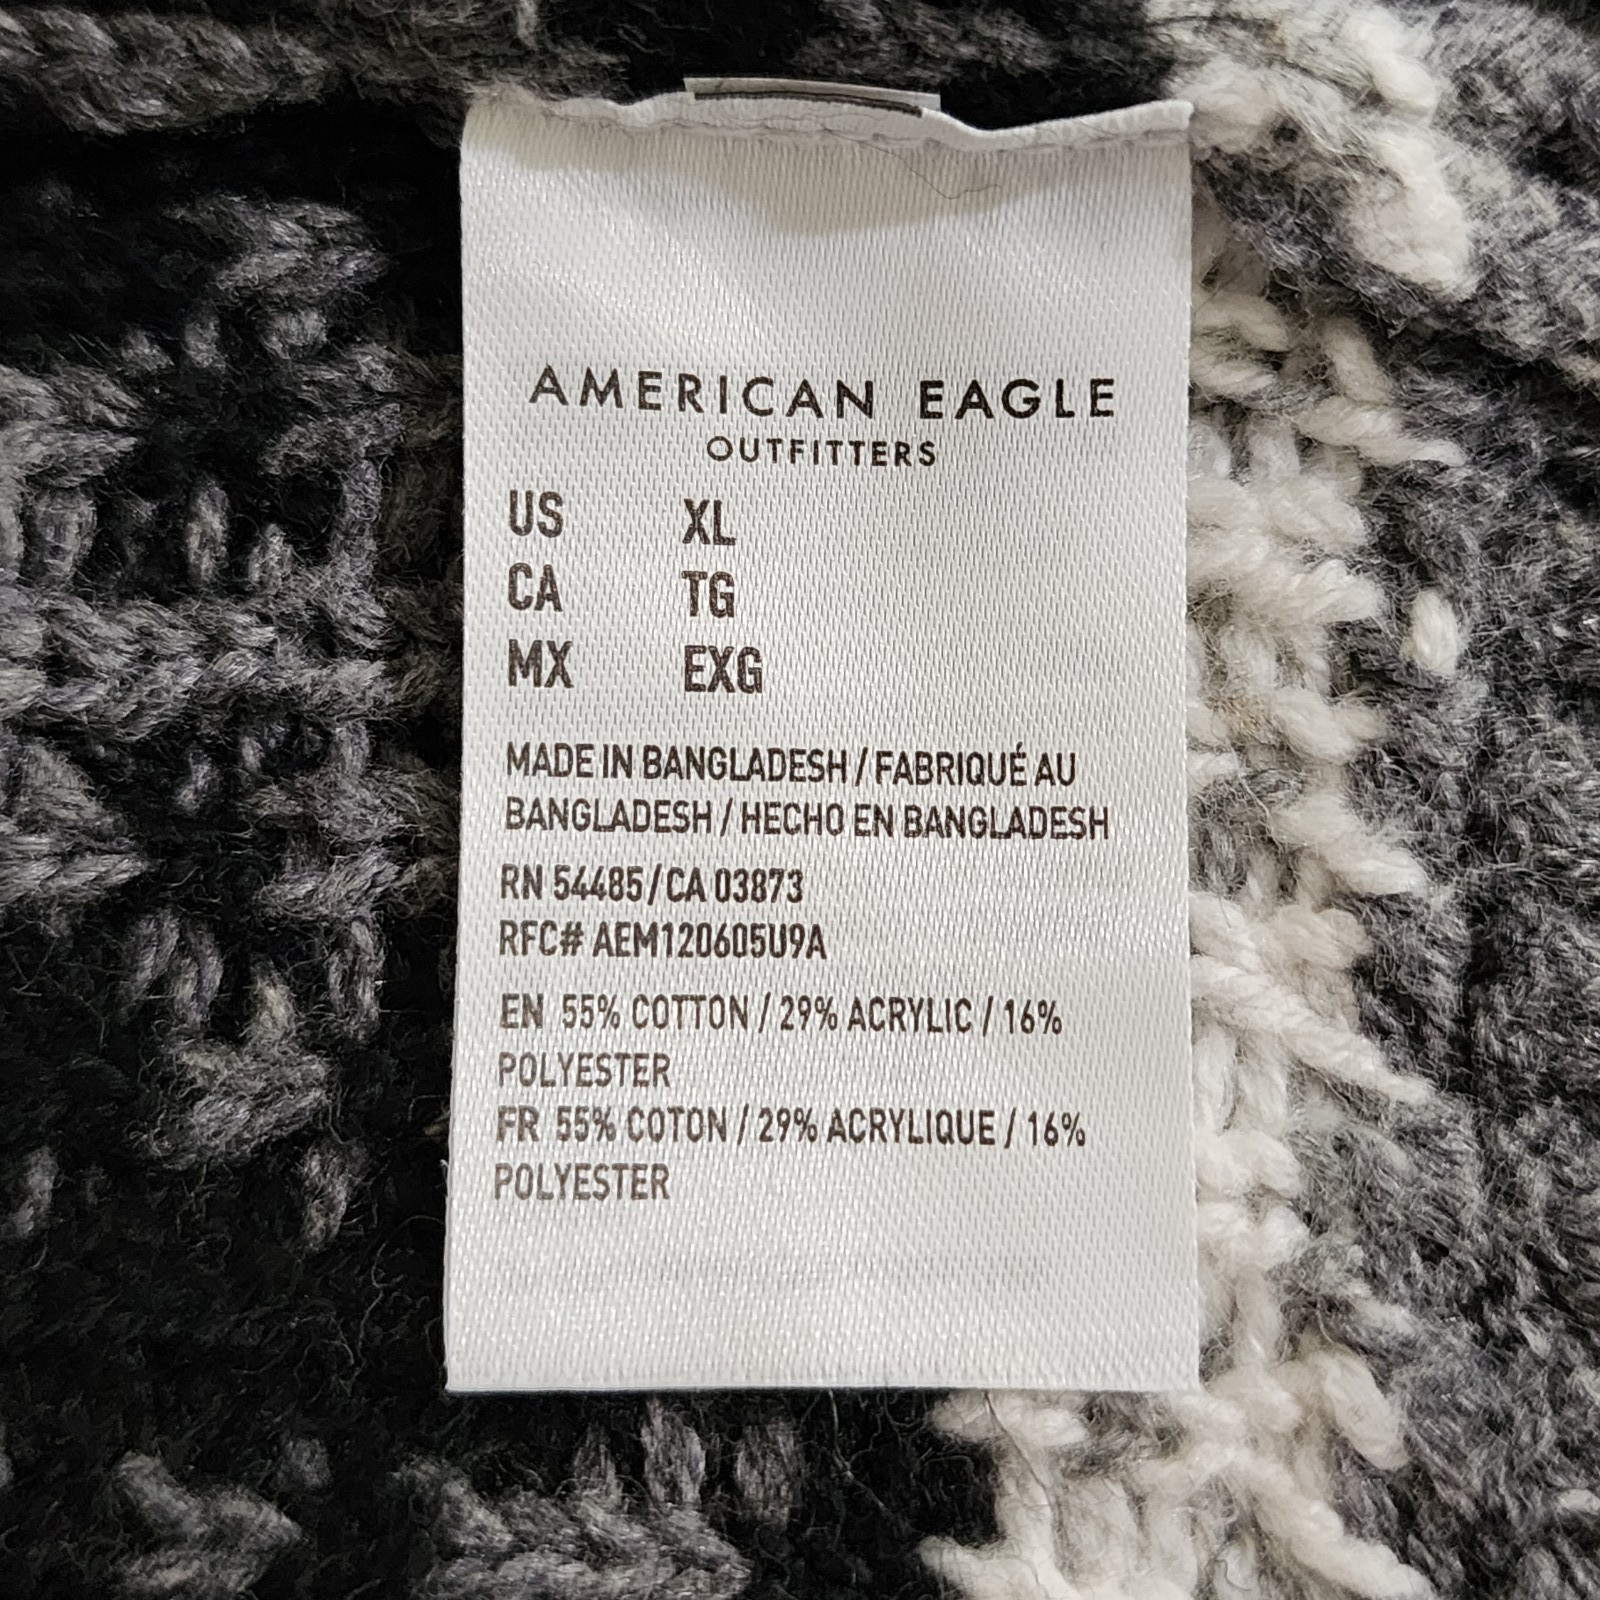 AMERICAN EAGLE
OUTFITTERS
US XL
CA TG
MX EXG
MADE IN BANGLADESH / FABRIQUÉ AU
BANGLADESH / HECHO EN BANGLADESH
RN 54485/CA 03873
RFC# AEM120605U9A
EN 55% COTTON / 29% ACRYLIC / 16%
POLYESTER
FR 55% COTON / 29% ACRYLIQUE / 16%
POLYESTER